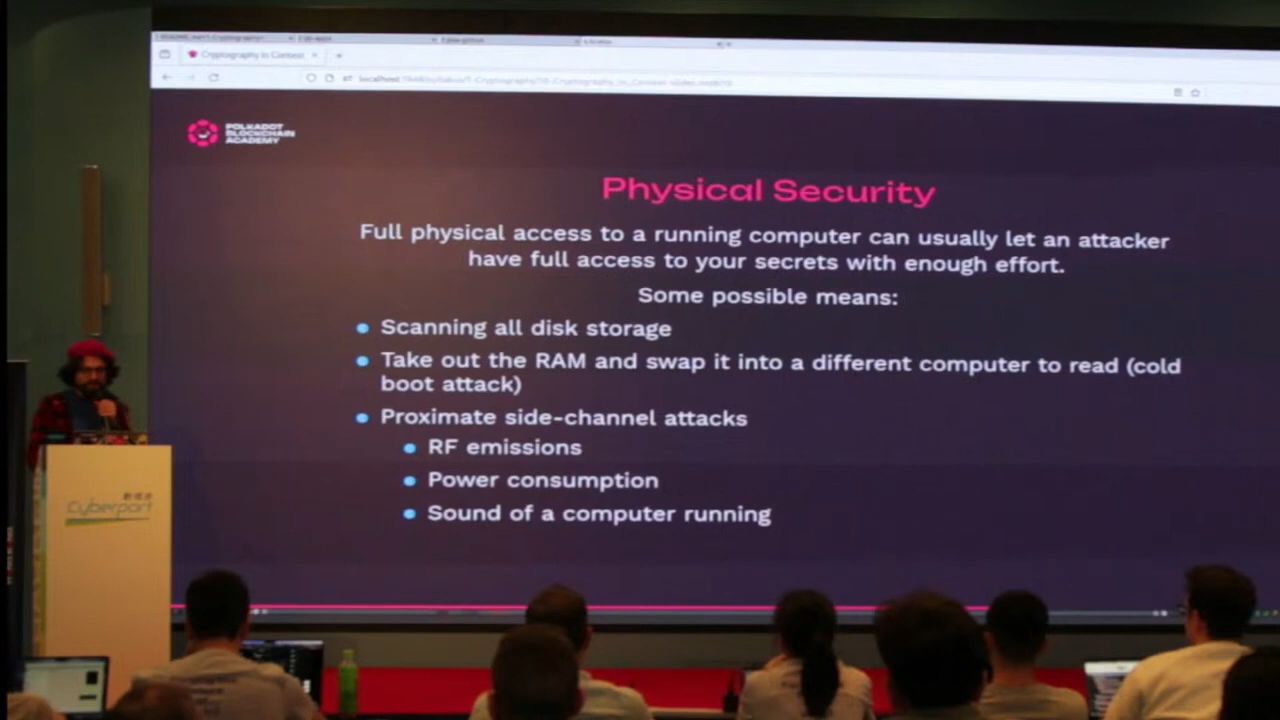 Cryptography in Context
POLKADOT
BLOCKCHAIN
ACADEMY
Physical Security
Full physical access to a running computer can usually let an attacker
have full access to your secrets with enough effort.
Some possible means:
Scanning all disk storage
Take out the RAM and swap it into a different computer to read (cold
boot attack)
Proximate side-channel attacks
RF emissions
Power consumption
Sound of a computer running
Cyberport